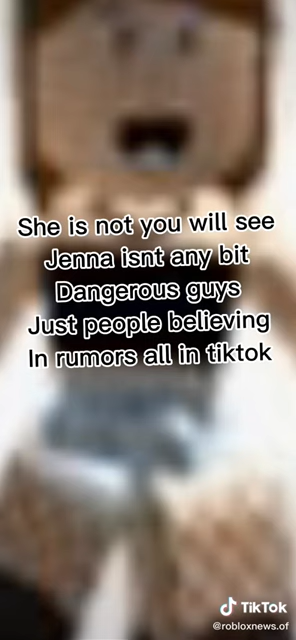 She is not you will see
Jenna isnt any bit
Dangerous guys
Just people believing
In rumors all in tiktok
TikTok
@robloxnews.of